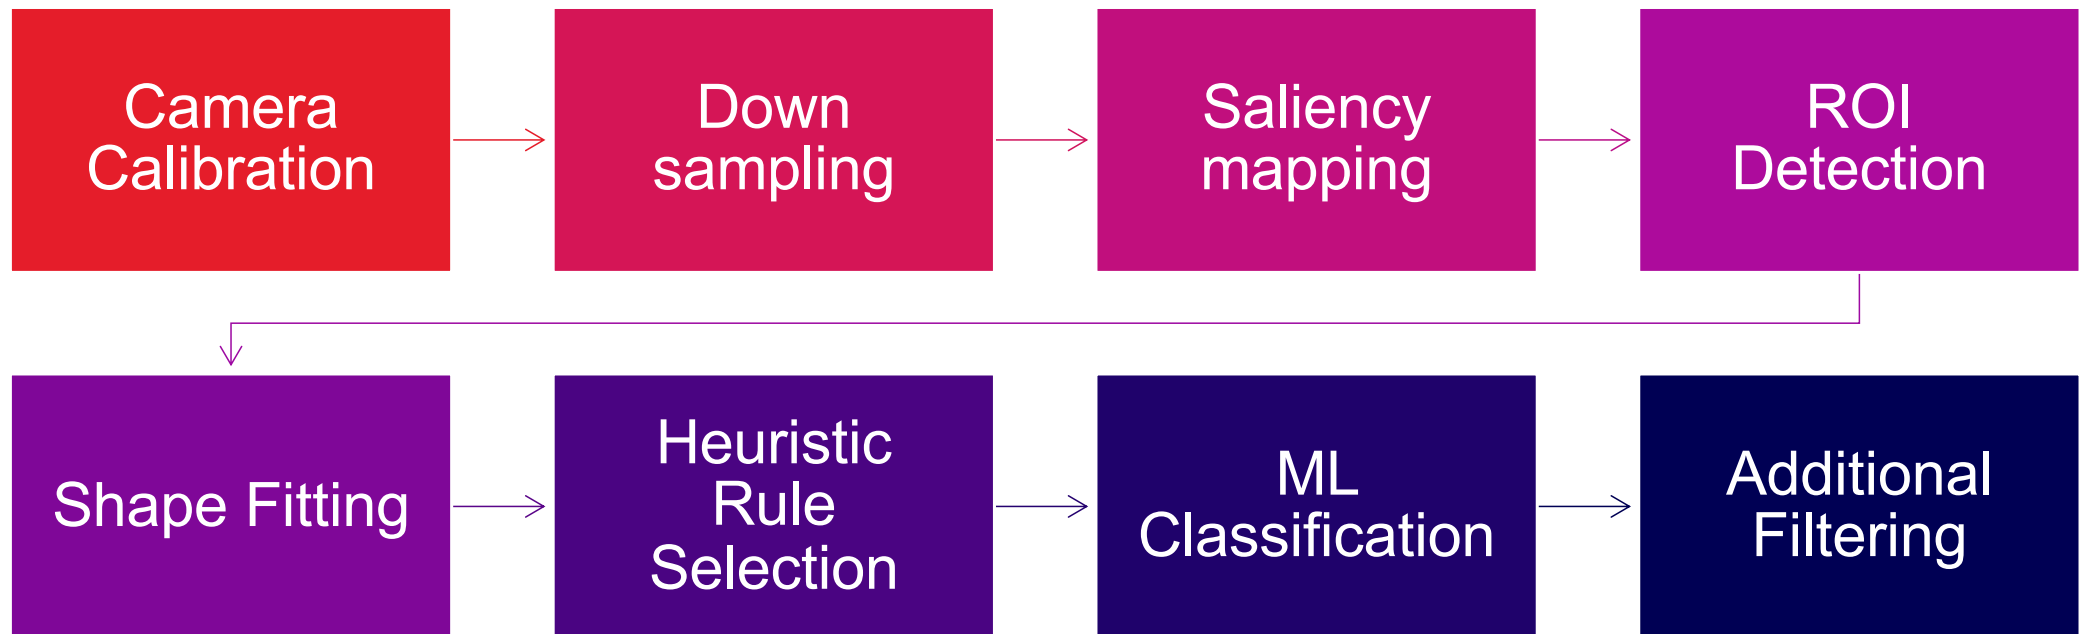 Camera
Calibration
Down
sampling
Saliency
mapping
ROI
Detection
Shape Fitting
Heuristic
Rule
Selection
ML
Classification
Additional
Filtering